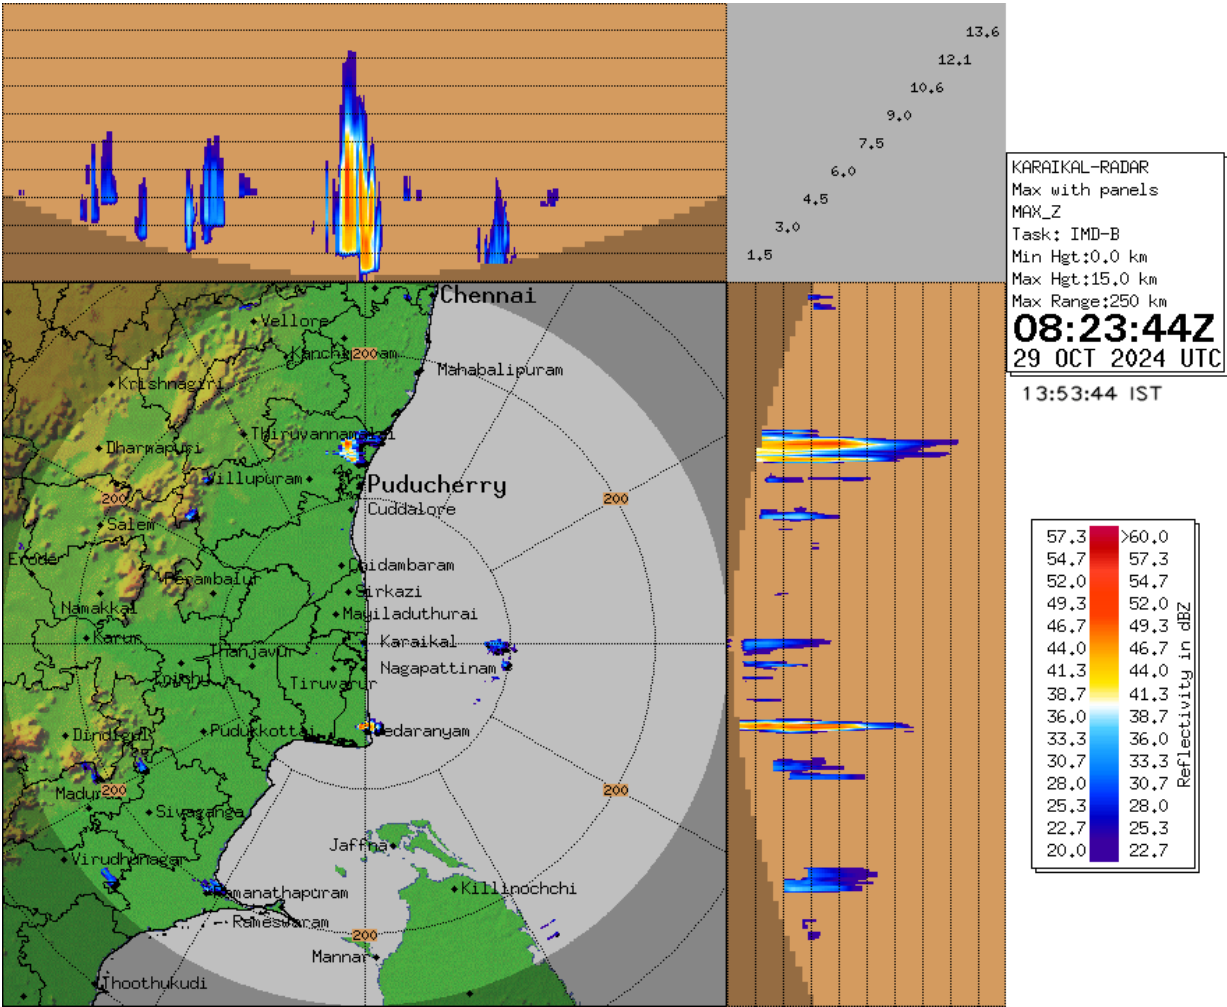 13.6
12.1
10.6
9.0
7.5
6.0
4.5
3.0
1.5
KARAIKAL-RADAR
Max with panels
MAX_Z
Task: IMD-B
Min Hgt:0.0 km
Max Hgt:15.0 km
Max Range:250 km
08:23:44Z
29 OCT 2024 UTC
13:53:44 IST
Chennai
Vellore
200
Mahabalipuram
Krishnagiri
Dharmapuri
Villupuram
Puducherry
200
200
Cuddalore
Salem
Erode
Chidambaram
Perambalur
Sirkazi
Namakkal
Mayiladuthurai
Karur
Karaikal
Thanjavur
Nagapattinam
Tiruvarur
Pudukkottai
Dindigul
200
200
Sivaganga
Jaffna
Virudhunagar
Killinochchi
Rameswaram
200
Mannar
Thoothukudi
57.3 >60.0
54.7 57.3
52.0 54.7
49.3 52.0
46.7 49.3
44.0 46.7
41.3 44.0
38.7 41.3
36.0 38.7
33.3 36.0
30.7 33.3
28.0 30.7
25.3 28.0
22.7 25.3
20.0 22.7
Reflectivity in dBZ